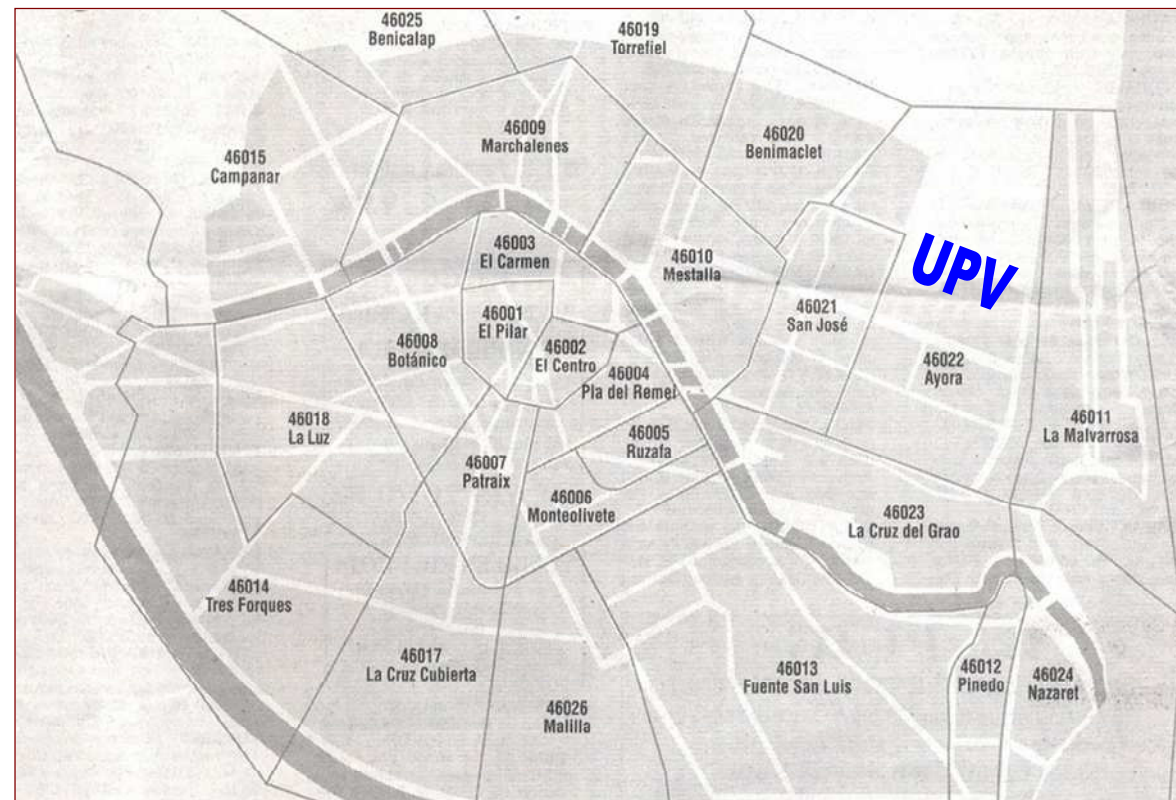 46025
Benicalap
46019
Torrefiel
46009
Marchalenes
46020
Benimaclet
46015
Campanar
46003
El Carmen
46010
Mestalla
UPV
46001
El Pilar
46021
San José
46008
Botánico
46002
El Centro
46004
Pla del Remei
46022
Ayora
46018
La Luz
46005
Ruzafa
46011
La Malvarrosa
46007
Patraix
46006
Monteolivete
46023
La Cruz del Grao
46014
Tres Forques
46017
La Cruz Cubierta
46013
Fuente San Luis
46012
Pinedo
46024
Nazaret
46026
Malilla